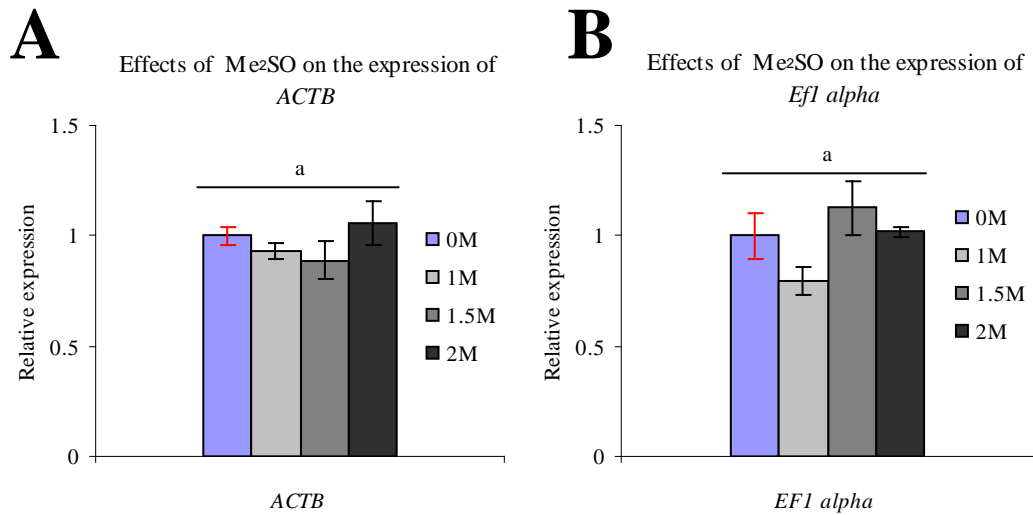 A
Effects of Me2SO on the expression of
ACTB
1.5
1
0.5
0
Relative expression
a
0M
1M
1.5M
2M
ACTB
B
Effects of Me2SO on the expression of
Ef1 alpha
1.5
1
0.5
0
Relative expression
a
0M
1M
1.5M
2M
EF1 alpha